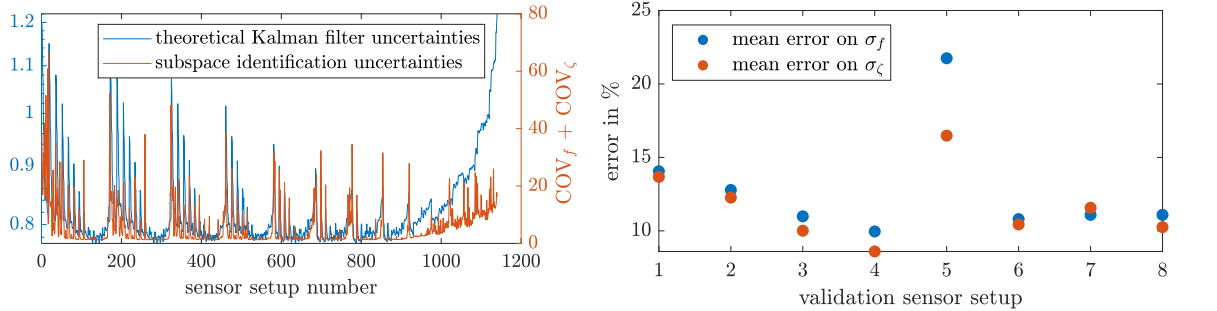 1.2
1.1
1
0.9
0.8
80
60
40
20
0
COV_f + COV_ζ
theoretical Kalman filter uncertainties
subspace identification uncertainties
0 200 400 600 800 1000 1200
sensor setup number
error in %
25
20
15
10
mean error on σ_f
mean error on σ_ζ
1 2 3 4 5 6 7 8
validation sensor setup